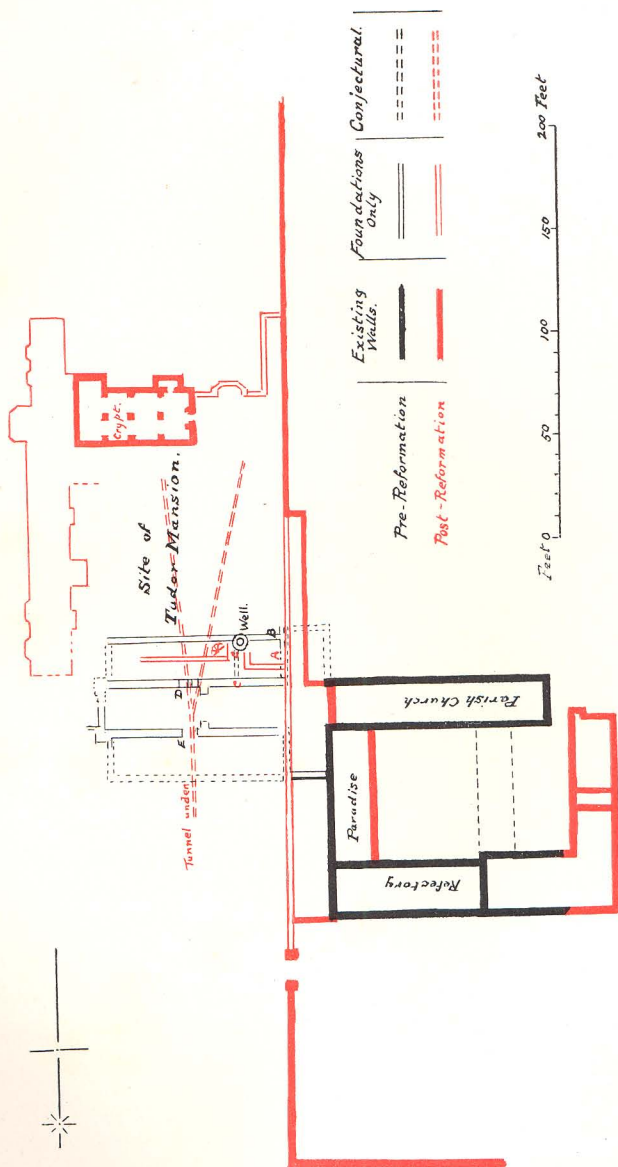 Crypt.
Site of
Tudor Mansion.
Well.
A
B
B
C
D
E
Tunnel under
Paradise
Refectory
Parish Church
Existing
Walls.
Foundations
Only
Conjectural.
Pre-Reformation
Post-Reformation
Feet 0
50
100
150
200 Feet